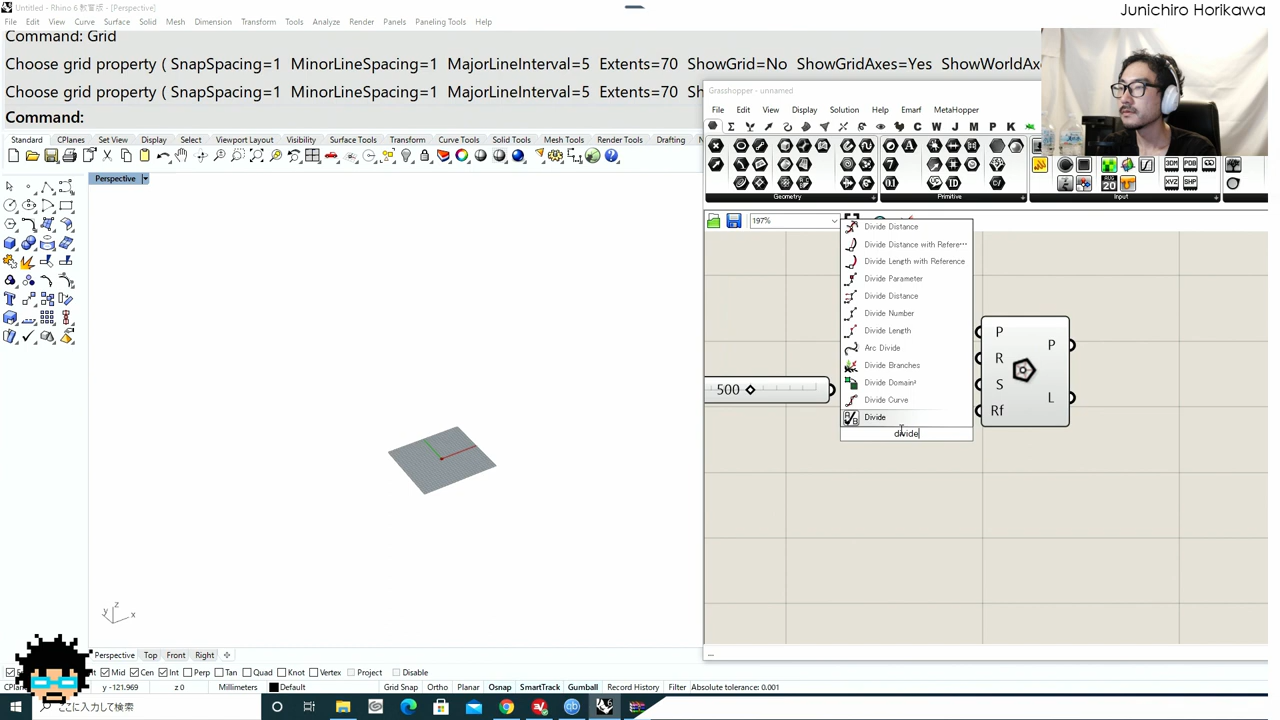 Untitled - Rhino 6 教育版 - [Perspective]
Junichiro Horikawa
File Edit View Curve Surface Solid Mesh Dimension Transform Tools Analyze Render Panels Paneling Tools Help
Command: Grid
Choose grid property ( SnapSpacing=1 MinorLineSpacing=1 MajorLineInterval=5 Extents=70 ShowGrid=No ShowGridAxes=Yes ShowWorldAxe
Choose grid property ( SnapSpacing=1 MinorLineSpacing=1 MajorLineInterval=5 Extents=70 Sh
Command:
Grasshopper - unnamed
File Edit View Display Solution Help Emarf MetaHopper
C W J M P K
Standard CPlanes Set View Display Select Viewport Layout Visibility Transform Curve Tools Surface Tools Solid Tools Mesh Tools Render Tools Drafting
Geometry Primitive Input
Perspective
197%
Divide Distance
Divide Distance with Refere···
Divide Length with Reference
Divide Parameter
Divide Distance
Divide Number
Divide Length
Arc Divide
Divide Branches
Divide Domain²
Divide Curve
Divide
divide
500
P
R
S
Rf
P
L
z
y
x
Perspective Top Front Right
Mid Cen Int Perp Tan Quad Knot Vertex Project Disable
CPlan y -121.969 z 0 Millimeters Default Grid Snap Ortho Planar Osnap SmartTrack Gumball Record History Filter Absolute tolerance: 0.001
ここに入力して検索